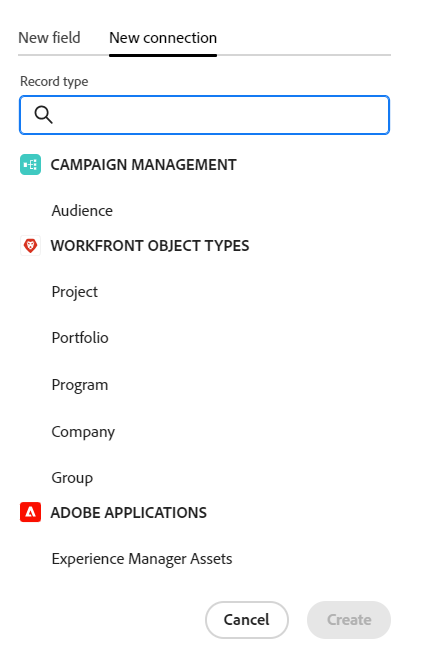 New field New connection
Record type
CAMPAIGN MANAGEMENT
Audience
WORKFRONT OBJECT TYPES
Project
Portfolio
Program
Company
Group
ADOBE APPLICATIONS
Experience Manager Assets
Cancel Create